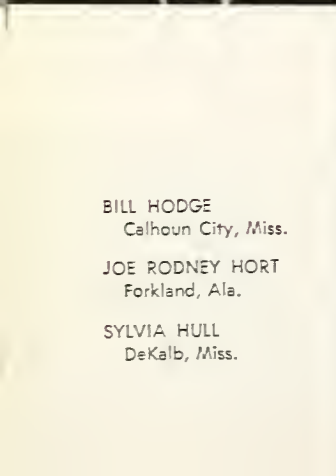 BILL HODGE
Calhoun City, Miss.
JOE RODNEY HORT
Forkland, Ala.
SYLVIA HULL
DeKalb, Miss.